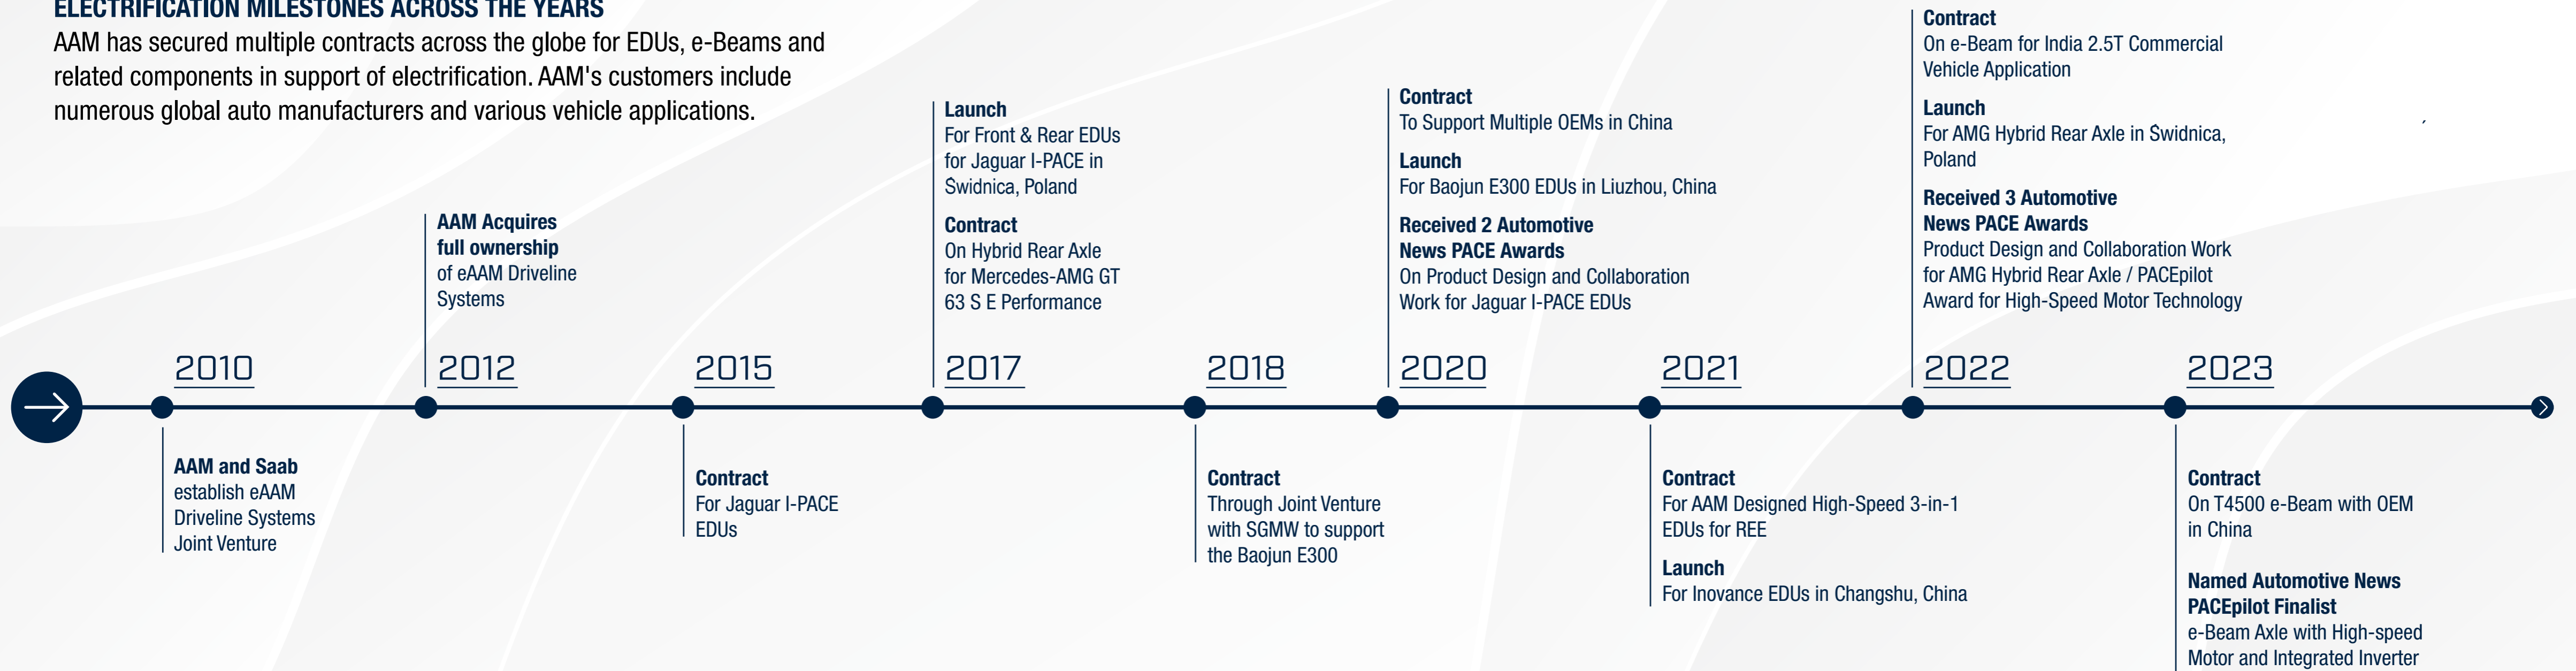 ELECTRIFICATION MILESTONES ACROSS THE YEARS
AAM has secured multiple contracts across the globe for EDUs, e-Beams and
related components in support of electrification. AAM's customers include
numerous global auto manufacturers and various vehicle applications.
2010
AAM and Saab
establish eAAM
Driveline Systems
Joint Venture
AAM Acquires
full ownership
of eAAM Driveline
Systems
2012
2015
Contract
For Jaguar I-PACE
EDUs
Launch
For Front & Rear EDUs
for Jaguar I-PACE in
Świdnica, Poland
Contract
On Hybrid Rear Axle
for Mercedes-AMG GT
63 S E Performance
2017
2018
Contract
Through Joint Venture
with SGMW to support
the Baojun E300
Contract
To Support Multiple OEMs in China
Launch
For Baojun E300 EDUs in Liuzhou, China
Received 2 Automotive
News PACE Awards
On Product Design and Collaboration
Work for Jaguar I-PACE EDUs
2020
2021
Contract
For AAM Designed High-Speed 3-in-1
EDUs for REE
Launch
For Inovance EDUs in Changshu, China
Contract
On e-Beam for India 2.5T Commercial
Vehicle Application
Launch
For AMG Hybrid Rear Axle in Świdnica,
Poland
Received 3 Automotive
News PACE Awards
Product Design and Collaboration Work
for AMG Hybrid Rear Axle / PACEpilot
Award for High-Speed Motor Technology
2022
2023
Contract
On T4500 e-Beam with OEM
in China
Named Automotive News
PACEpilot Finalist
e-Beam Axle with High-speed
Motor and Integrated Inverter